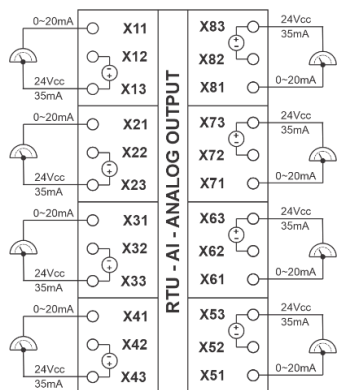 0~20mA
X11
X12
24Vcc
X13
35mA
0~20mA
X21
X22
24Vcc
X23
35mA
0~20mA
X31
X32
24Vcc
X33
35mA
0~20mA
X41
X42
24Vcc
X43
35mA
RTU - AI - ANALOG OUTPUT
24Vcc
X83
35mA
X82
X81
0~20mA
24Vcc
X73
35mA
X72
X71
0~20mA
24Vcc
X63
35mA
X62
X61
0~20mA
24Vcc
X53
35mA
X52
X51
0~20mA